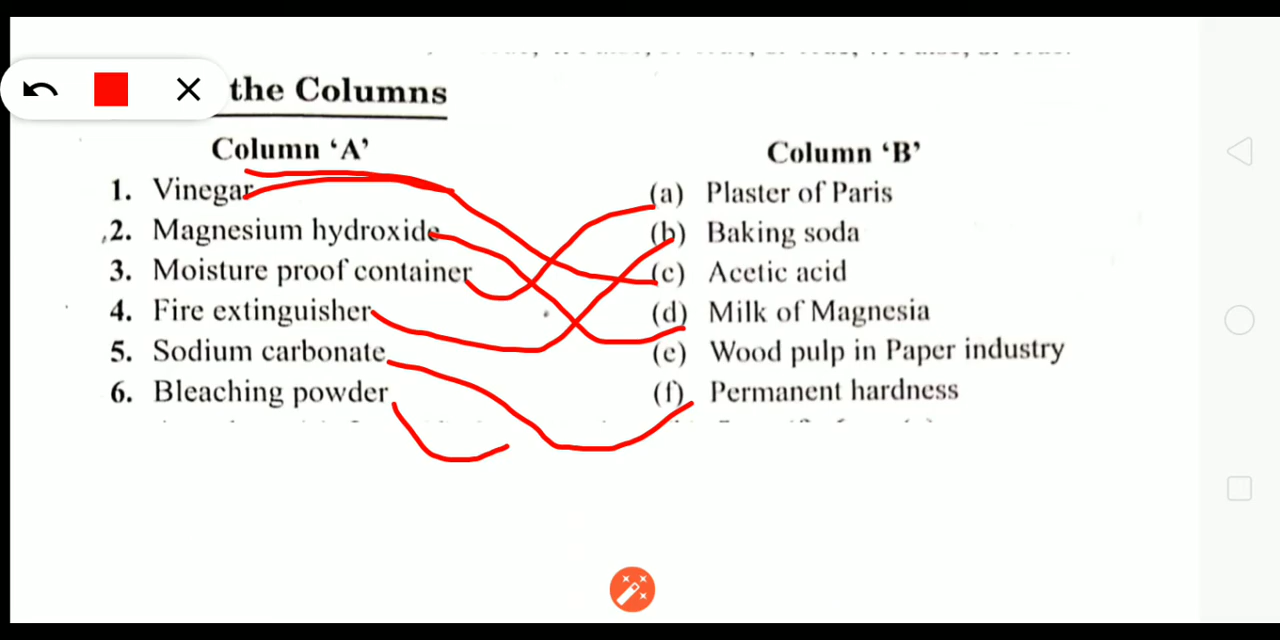 the Columns
Column ‘A’ Column ‘B’
1. Vinegar (a) Plaster of Paris
2. Magnesium hydroxide (b) Baking soda
3. Moisture proof container (c) Acetic acid
4. Fire extinguisher (d) Milk of Magnesia
5. Sodium carbonate (e) Wood pulp in Paper industry
6. Bleaching powder (f) Permanent hardness